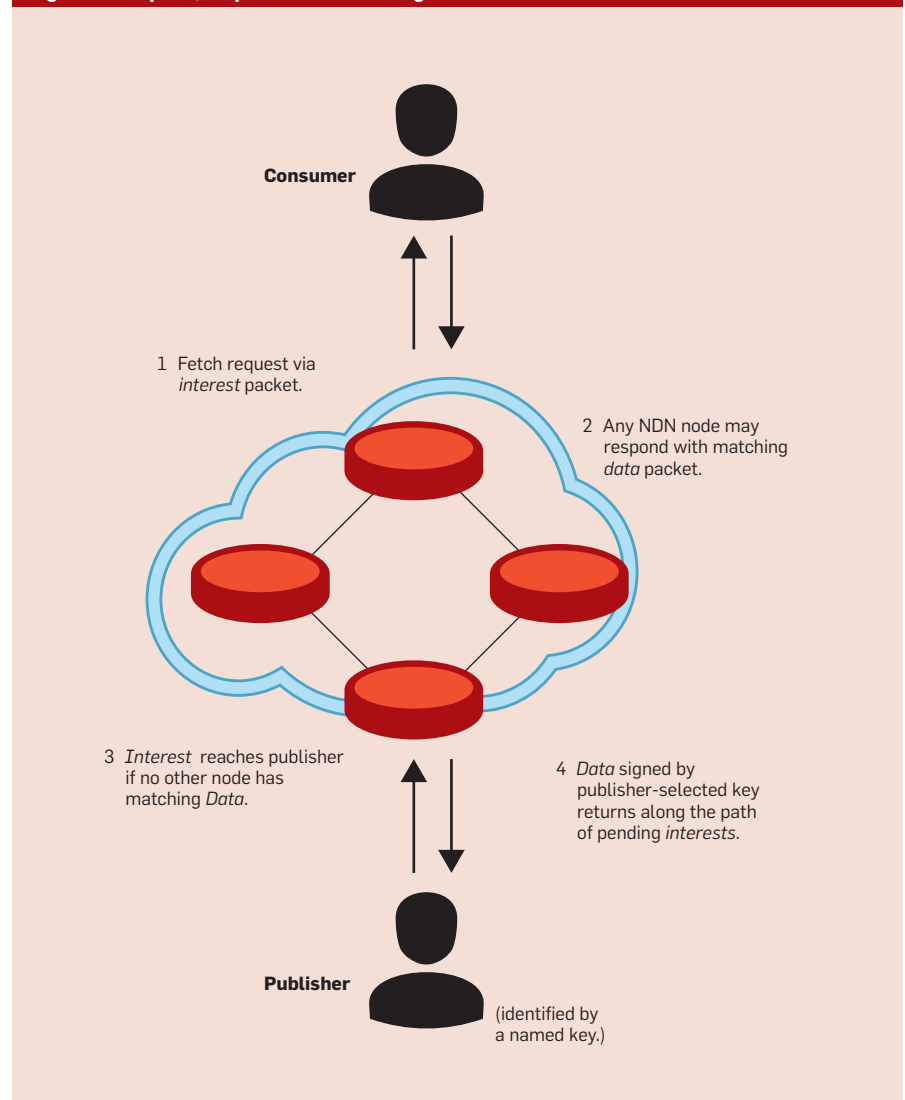 Consumer
1 Fetch request via
interest packet.
2 Any NDN node may
respond with matching
data packet.
3 Interest reaches publisher
if no other node has
matching Data.
4 Data signed by
publisher-selected key
returns along the path
of pending interests.
Publisher
(identified by
a named key.)